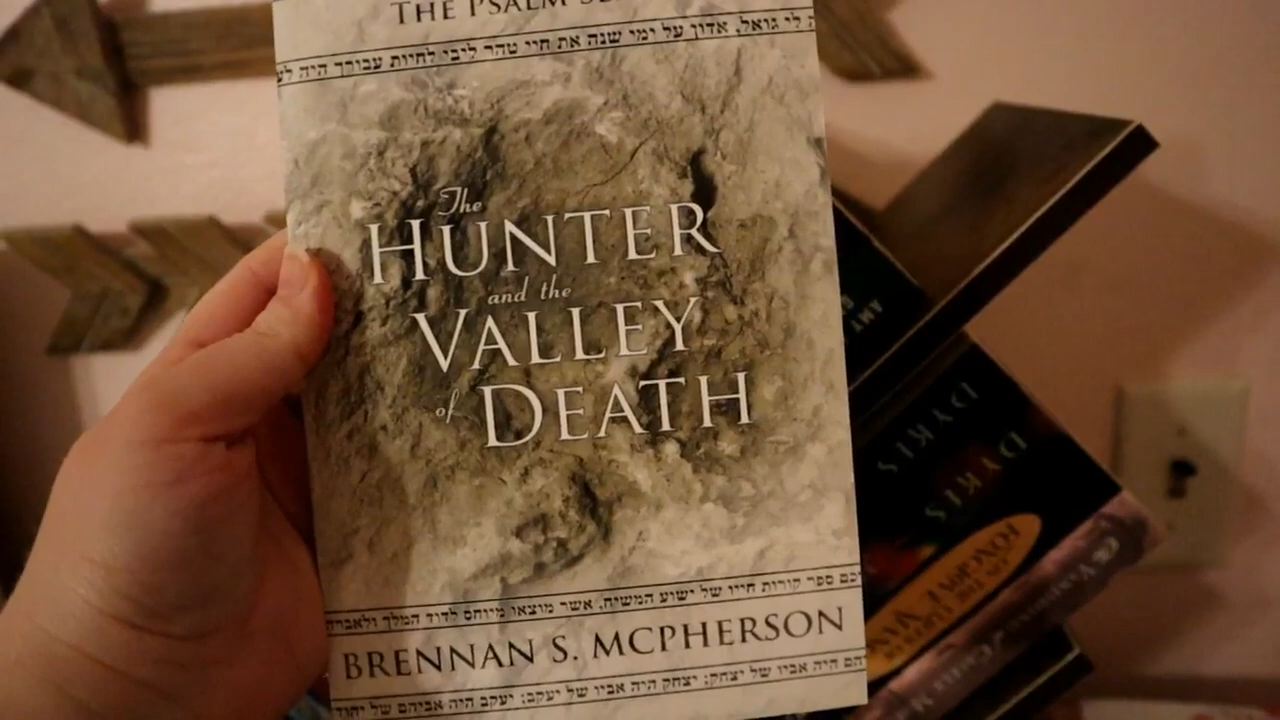 THE PSALM SE
לי גואל, אדון על ימי שנה את חיי טהר ליבי לחיות עבורך היה
The
HUNTER
and the
VALLEY
of DEATH
ספר קורות חייו של ישוע המשיח, אשר מוצאו מיוחס לדוד המלך
BRENNAN S. MCPHERSON
היה אביו של יצחק; יצחק היה אביו של יעקב; יעקב היה אביהם של
AMY
DYKES
DYKES